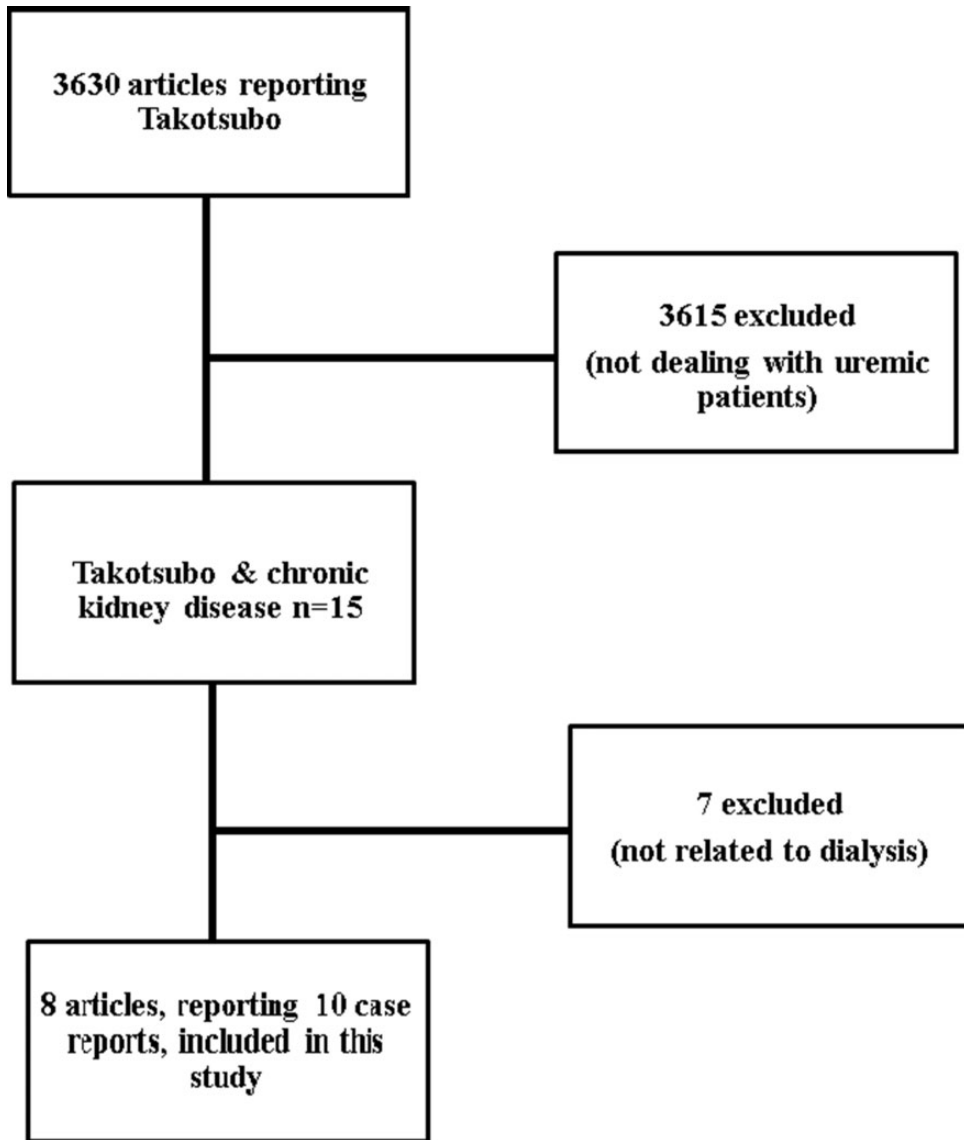 3630 articles reporting
Takotsubo
3615 excluded
(not dealing with uremic
patients)
Takotsubo & chronic
kidney disease n=15
7 excluded
(not related to dialysis)
8 articles, reporting 10 case
reports, included in this
study